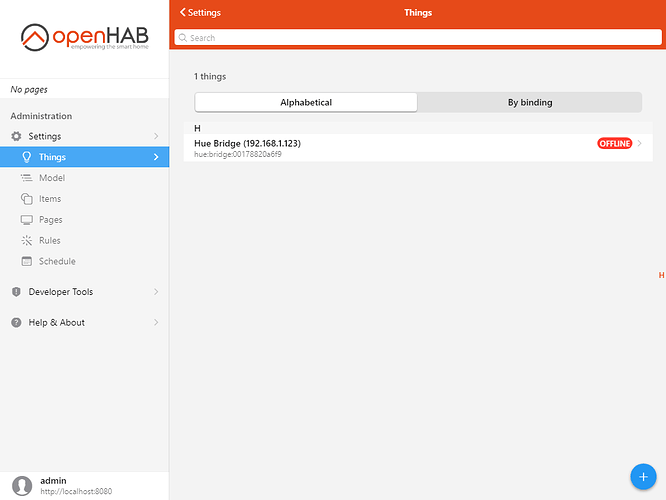 openHAB
empowering the smart home
No pages
Administration
Settings
Things
Model
Items
Pages
Rules
Schedule
Developer Tools
Help & About
admin
http://localhost:8080
Settings
Things
Search
1 things
Alphabetical
By binding
H
Hue Bridge (192.168.1.123)
OFFLINE
hue:bridge:00178820a6f9
H